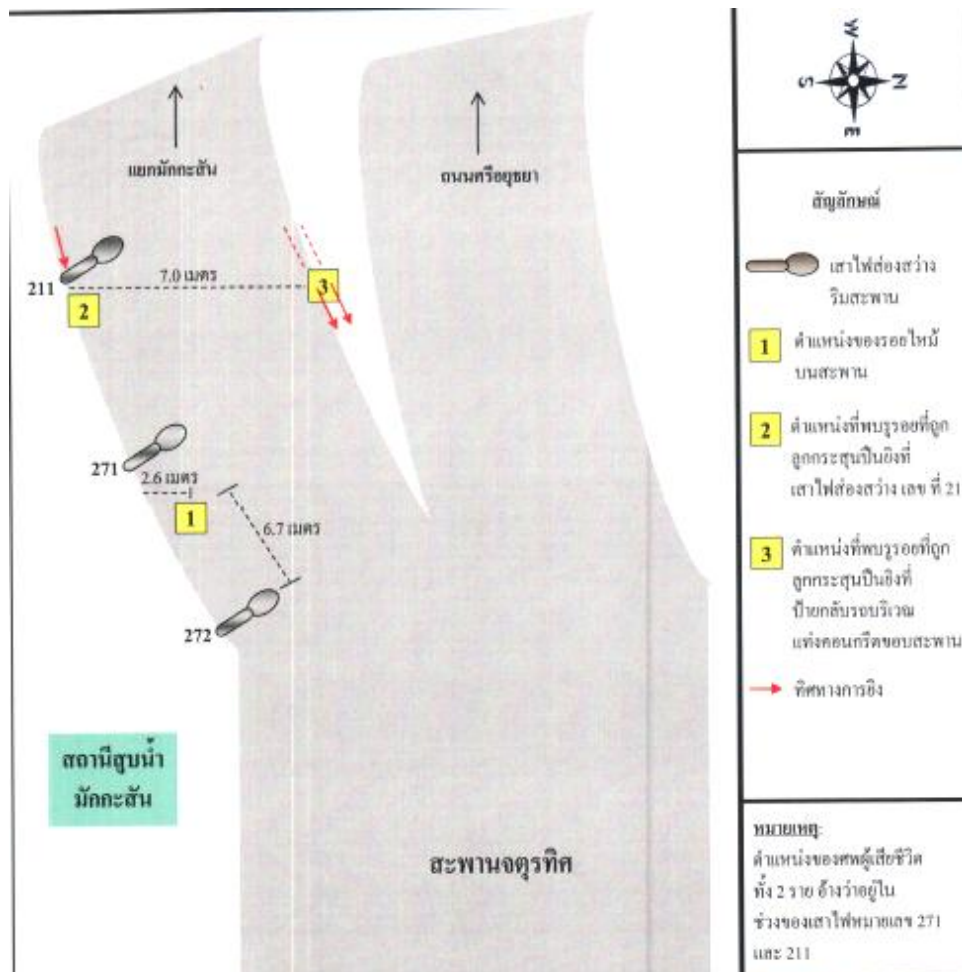 W
S
N
E
แยกมักกะสัน
ถนนศรีอยุธยา
สัญลักษณ์
เสาไฟส่องสว่าง
ริมสะพาน
211
7.0 เมตร
2
3
1
ตำแหน่งของรอยไหม้
บนสะพาน
2
ตำแหน่งที่พบรูรอยที่ถูก
ลูกกระสุนปืนยิงที่
เสาไฟส่องสว่าง เลข ที่ 21
3
ตำแหน่งที่พบรูรอยที่ถูก
ลูกกระสุนปืนยิงที่
ป้ายกลับรถบริเวณ
แท่งคอนกรีตขอบสะพาน
ทิศทางการยิง
271
2.6 เมตร
1
6.7 เมตร
272
สถานีสูบน้ำ
มักกะสัน
สะพานจตุรทิศ
หมายเหตุ:
ตำแหน่งของศพผู้เสียชีวิต
ทั้ง 2 ราย อ้างว่าอยู่ใน
ช่วงของเสาไฟหมายเลข 271
และ 211